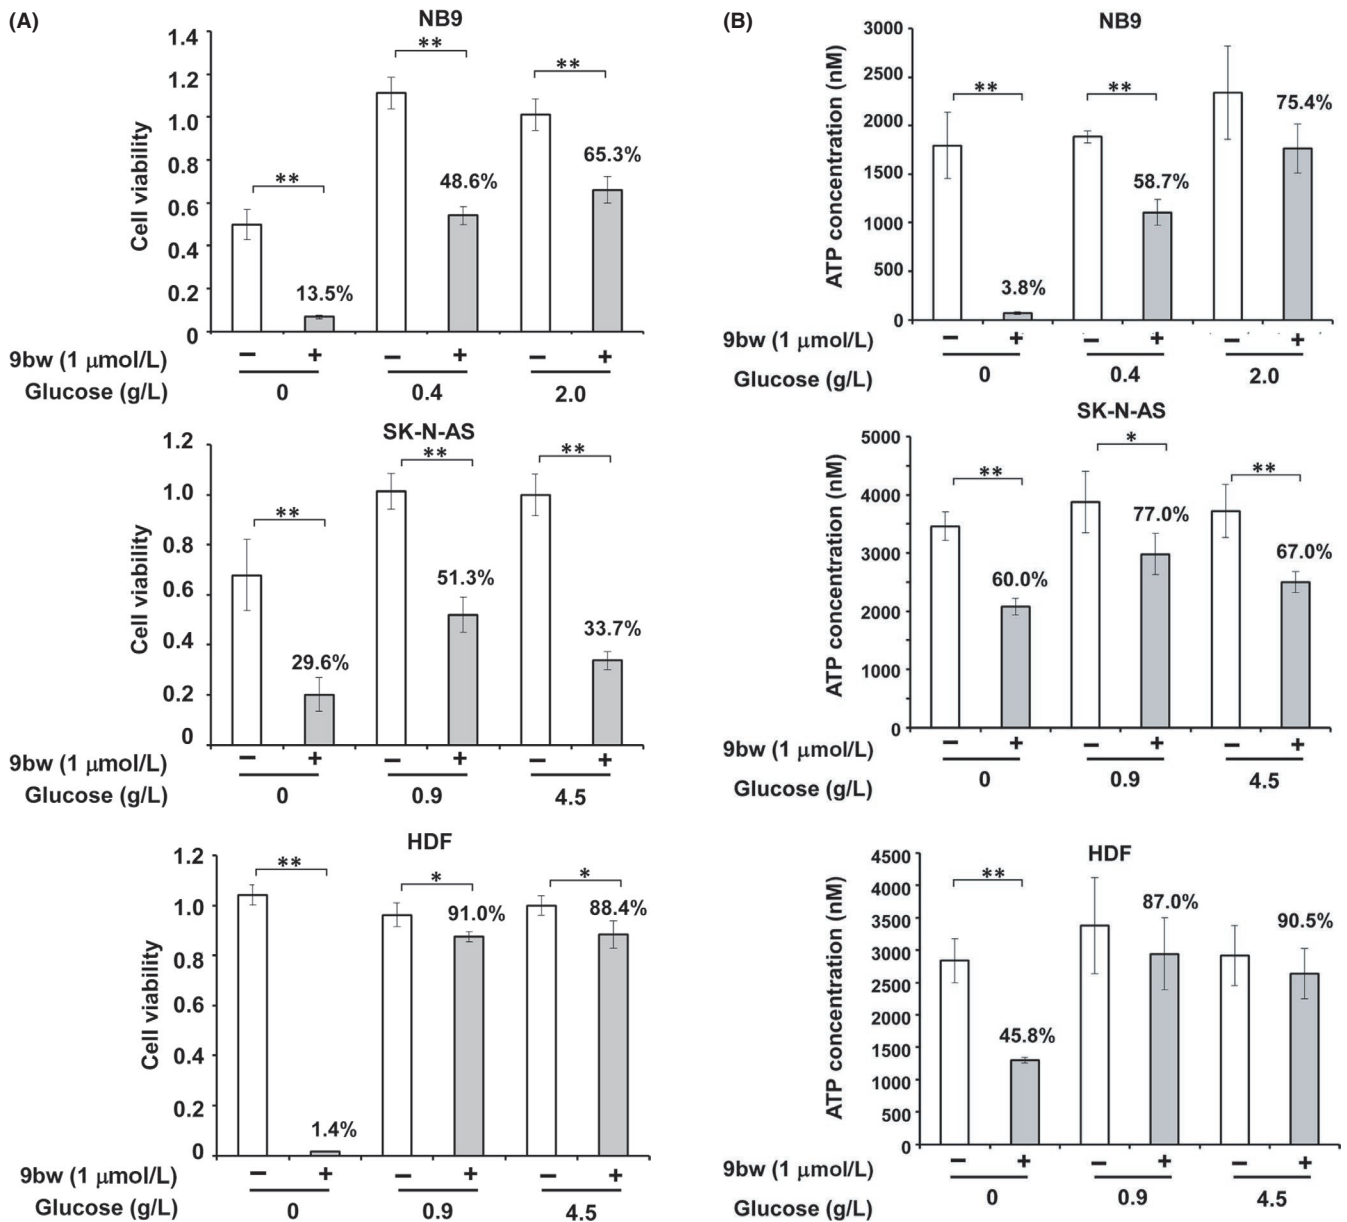 (A)
NB9
1.4
1.2
1.0
0.8
0.6
0.4
0.2
0
Cell viability
**
**
**
13.5%
48.6%
65.3%
9bw (1 μmol/L)
− + − + − +
Glucose (g/L)
0 0.4 2.0
SK-N-AS
1.2
1.0
0.8
0.6
0.4
0.2
0
Cell viability
**
**
**
29.6%
51.3%
33.7%
9bw (1 μmol/L)
− + − + − +
Glucose (g/L)
0 0.9 4.5
HDF
1.2
1.0
0.8
0.6
0.4
0.2
0
Cell viability
**
*
*
1.4%
91.0%
88.4%
9bw (1 μmol/L)
− + − + − +
Glucose (g/L)
0 0.9 4.5
(B)
NB9
3000
2500
2000
1500
1000
500
0
ATP concentration (nM)
**
**
3.8%
58.7%
75.4%
9bw (1 μmol/L)
− + − + − +
Glucose (g/L)
0 0.4 2.0
SK-N-AS
5000
4000
3000
2000
1000
0
ATP concentration (nM)
**
*
**
60.0%
77.0%
67.0%
9bw (1 μmol/L)
− + − + − +
Glucose (g/L)
0 0.9 4.5
HDF
4500
4000
3500
3000
2500
2000
1500
1000
500
0
ATP concentration (nM)
**
45.8%
87.0%
90.5%
9bw (1 μmol/L)
− + − + − +
Glucose (g/L)
0 0.9 4.5